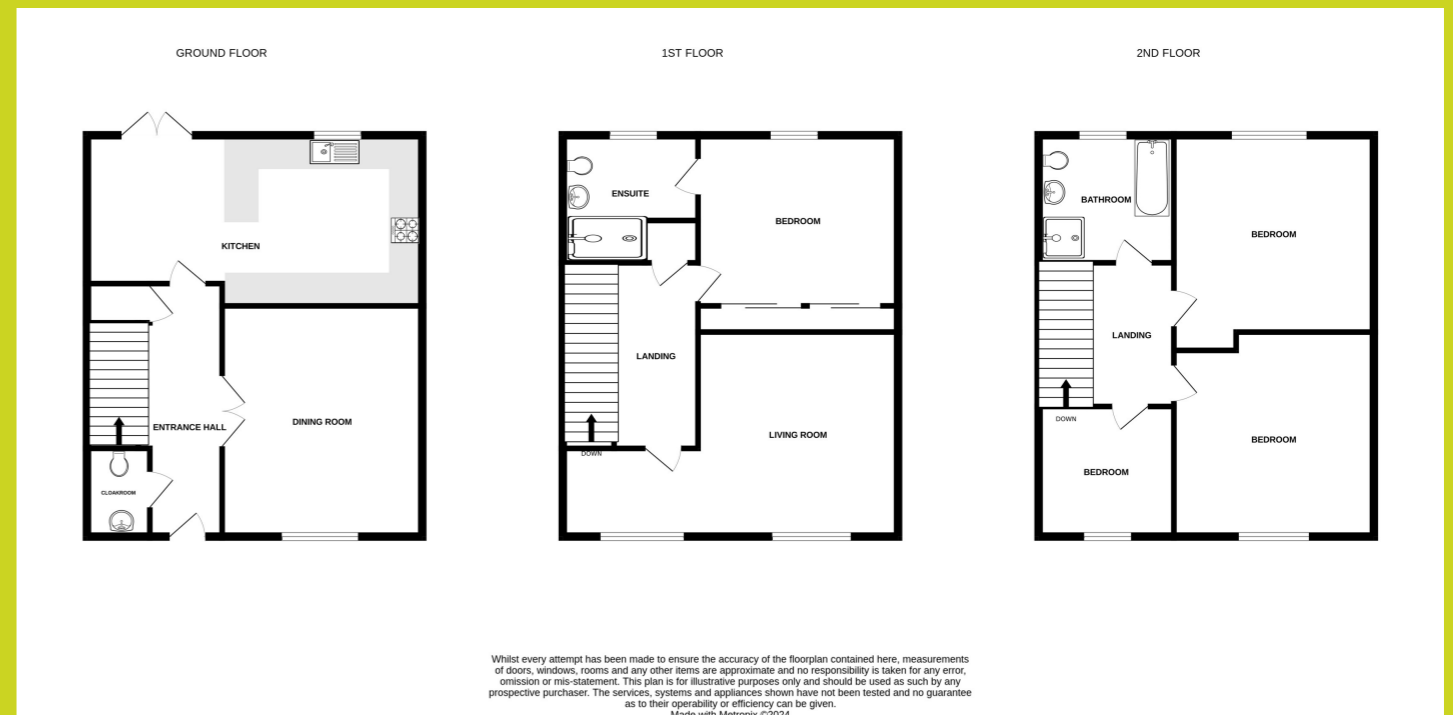 GROUND FLOOR
1ST FLOOR
2ND FLOOR
KITCHEN
ENTRANCE HALL
DINING ROOM
CLOAKROOM
ENSUITE
BEDROOM
LANDING
LIVING ROOM
DOWN
BATHROOM
BEDROOM
LANDING
DOWN
BEDROOM
BEDROOM
Whilst every attempt has been made to ensure the accuracy of the floorplan contained here, measurements
of doors, windows, rooms and any other items are approximate and no responsibility is taken for any error,
omission or mis-statement. This plan is for illustrative purposes only and should be used as such by any
prospective purchaser. The services, systems and appliances shown have not been tested and no guarantee
as to their operability or efficiency can be given.
Made with Metropix ©2024